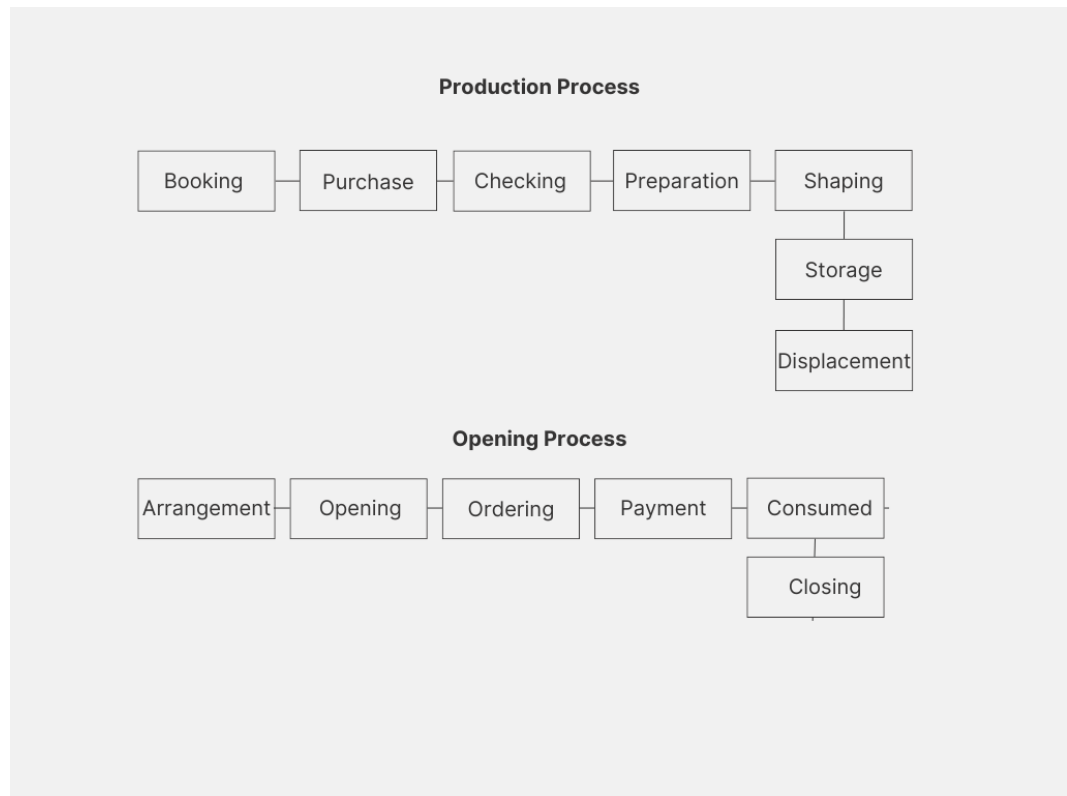 Production Process
Booking Purchase Checking Preparation Shaping
Storage
Displacement
Opening Process
Arrangement Opening Ordering Payment Consumed
Closing